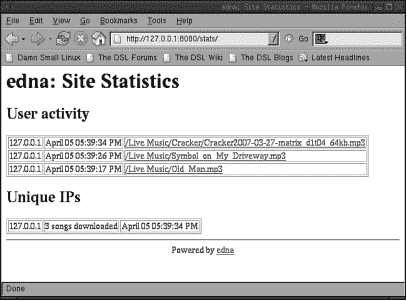 edna: Site Statistics - Mozilla Firefox
File Edit View Go Bookmarks Tools Help
http://127.0.0.1:8080/stats/ Go
Damn Small Linux The DSL Forums The DSL Wiki The DSL Blogs Latest Headlines
edna: Site Statistics
User activity
127.0.0.1 April 05 05:39:34 PM /Live Music/Cracker/Cracker2007-03-27-matrix_d1t04_64kb.mp3
127.0.0.1 April 05 05:39:26 PM /Live Music/Symbol_on_My_Driveway.mp3
127.0.0.1 April 05 05:39:17 PM /Live Music/Old_Man.mp3
Unique IPs
127.0.0.1 3 songs downloaded April 05 05:39:34 PM
Powered by edna
Done